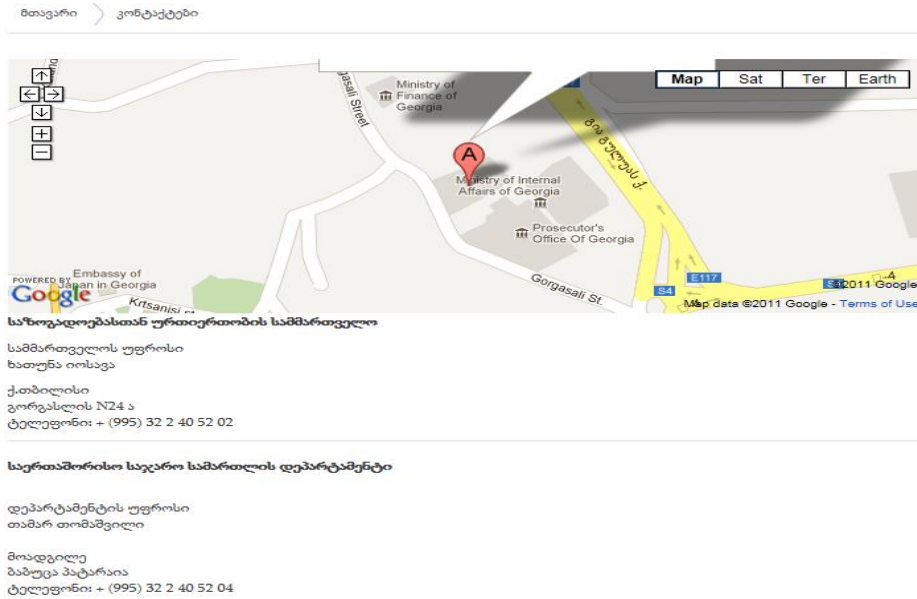 მთავარი
კონტაქტები
Map Sat Ter Earth
Ministry of
Finance of
Georgia
Gorgasali Street
გია გულუას ქ.
A
Ministry of Internal
Affairs of Georgia
Prosecutor's
Office Of Georgia
Gorgasali St.
E117
S4
Embassy of
Japan in Georgia
Krtsanisi
POWERED BY
Google
©2011 Google
Map data ©2011 Google - Terms of Use
საზოგადოებასთან ურთიერთობის სამმართველო
სამმართველოს უფროსი
ხათუნა იოსავა
ქ.თბილისი
გორგასლის N24 ა
ტელეფონი: + (995) 32 2 40 52 02
საერთაშორისო საჯარო სამართლის დეპარტამენტი
დეპარტამენტის უფროსი
თამარ თომაშვილი
მოადგილე
ბაბუცა პატარაია
ტელეფონი: + (995) 32 2 40 52 04